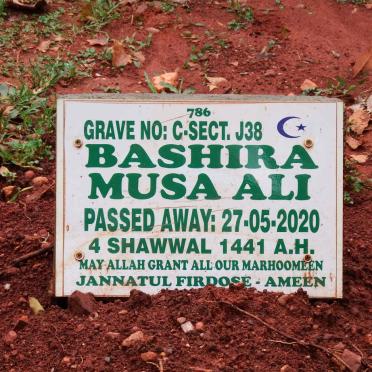 786
GRAVE NO: C-SECT. J38
BASHIRA
MUSA ALI
PASSED AWAY: 27-05-2020
4 SHAWWAL 1441 A.H.
MAY ALLAH GRANT ALL OUR MARHOOMEEN
JANNATUL FIRDOSE - AMEEN